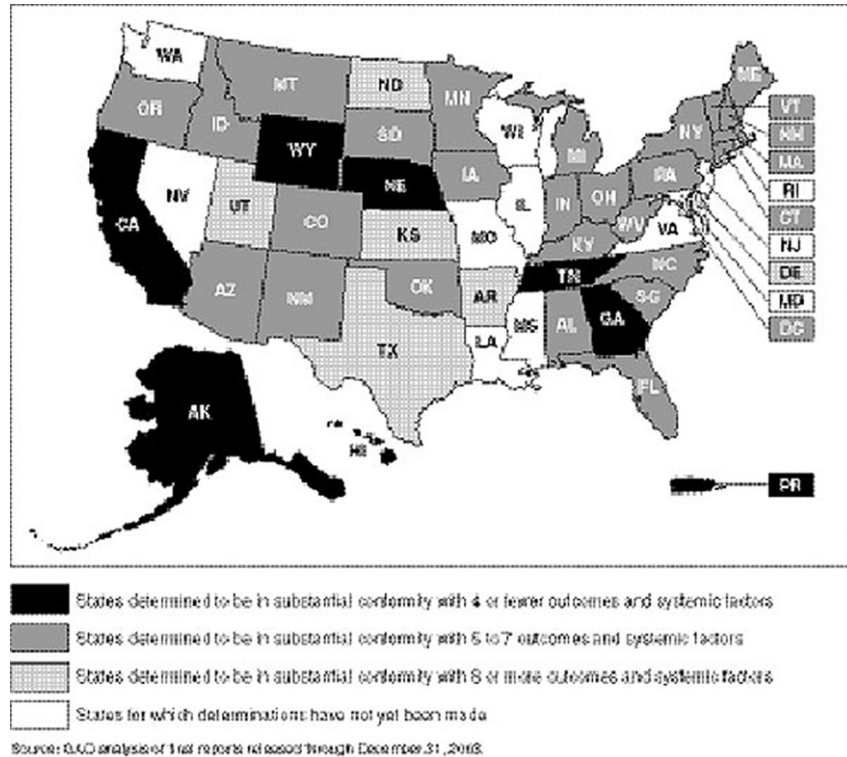 WA
MT
ND
MN
ME
OR
ID
SD
WI
MI
NY
VT
NH
MA
RI
CT
NJ
DE
MD
DC
WY
NE
IA
PA
NV
UT
CO
KS
MO
IL
IN
OH
WV
VA
KY
CA
AZ
NM
OK
AR
TN
NC
SC
TX
LA
MS
AL
GA
FL
AK
HI
PR
States determined to be in substantial conformity with 4 or fewer outcomes and systemic factors
States determined to be in substantial conformity with 5 to 7 outcomes and systemic factors
States determined to be in substantial conformity with 8 or more outcomes and systemic factors
States for which determinations have not yet been made
Source: GAO analysis of final reports released through December 31, 2003.